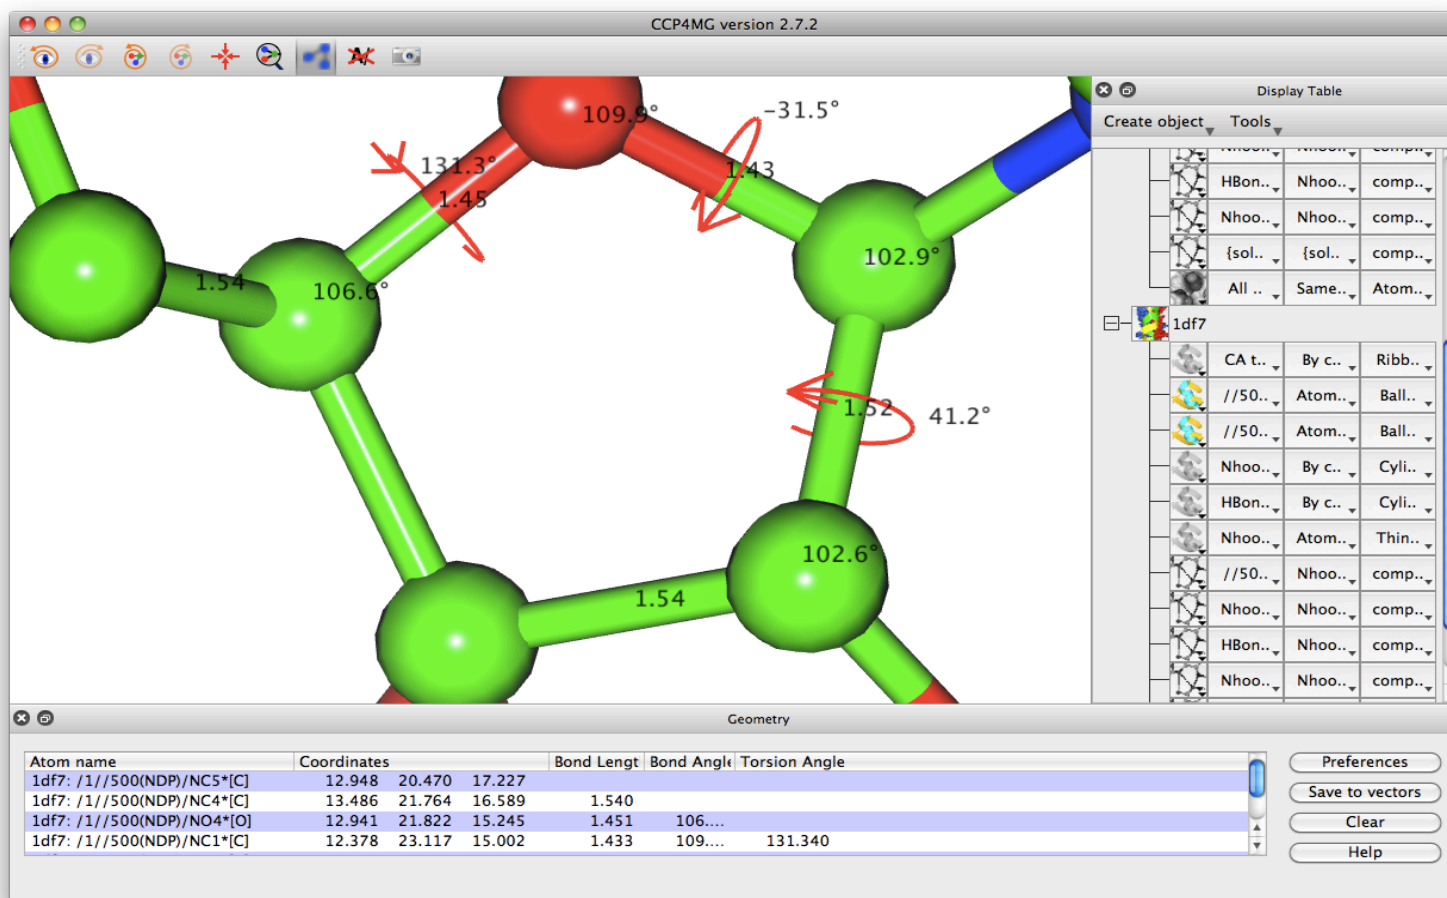 CCP4MG version 2.7.2
109.9°
-31.5°
131.3°
1.43
1.45
102.9°
1.54
106.6°
1.52
41.2°
102.6°
1.54
Display Table
Create object Tools
HBon.. Nhoo.. comp..
Nhoo.. Nhoo.. comp..
{sol.. {sol.. comp..
All .. Same.. Atom..
1df7
CA t.. By c.. Ribb..
//50.. Atom.. Ball..
//50.. Atom.. Ball..
Nhoo.. By c.. Cyli..
HBon.. By c.. Cyli..
Nhoo.. Atom.. Thin..
//50.. Nhoo.. comp..
Nhoo.. Nhoo.. comp..
HBon.. Nhoo.. comp..
Nhoo.. Nhoo.. comp..
Geometry
Atom name Coordinates Bond Lengt Bond Angle Torsion Angle
1df7: /1//500(NDP)/NC5*[C] 12.948 20.470 17.227
1df7: /1//500(NDP)/NC4*[C] 13.486 21.764 16.589 1.540
1df7: /1//500(NDP)/NO4*[O] 12.941 21.822 15.245 1.451 106....
1df7: /1//500(NDP)/NC1*[C] 12.378 23.117 15.002 1.433 109.... 131.340
Preferences
Save to vectors
Clear
Help